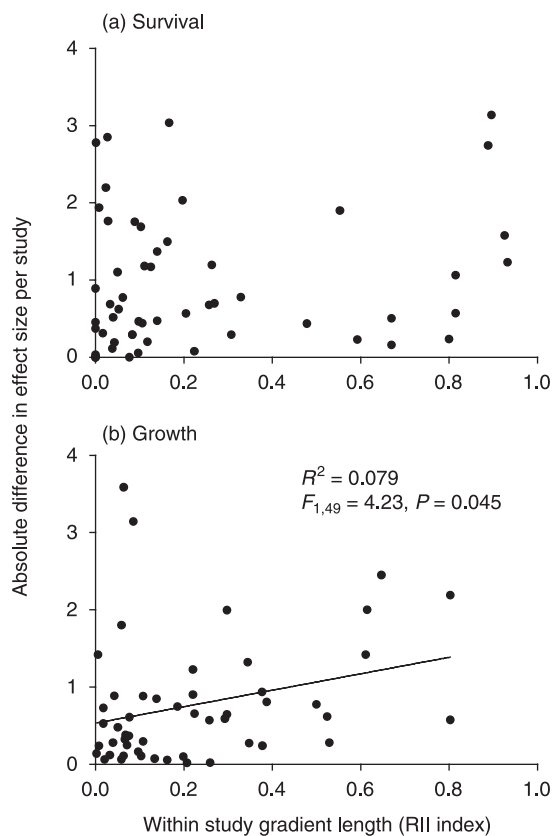 (a) Survival
4
3
2
1
0
0.0 0.2 0.4 0.6 0.8 1.0
Absolute difference in effect size per study
(b) Growth
R² = 0.079
F1,49 = 4.23, P = 0.045
4
3
2
1
0
0.0 0.2 0.4 0.6 0.8 1.0
Within study gradient length (RII index)